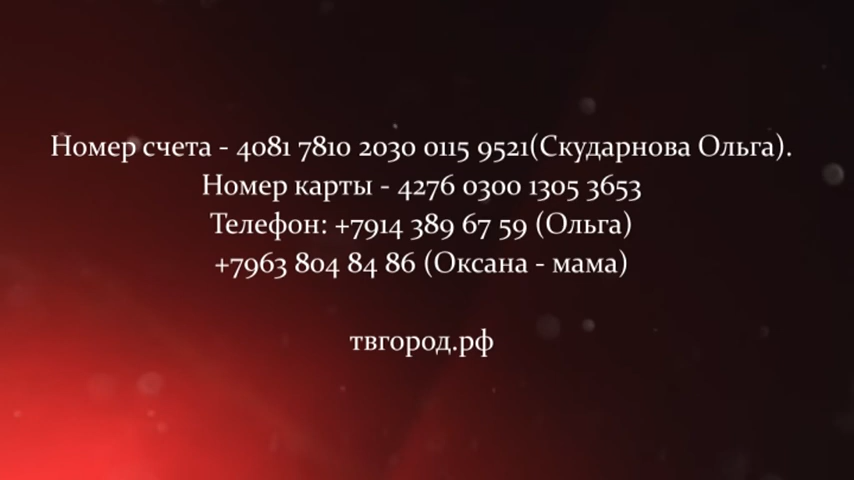 Номер счета - 4081 7810 2030 0115 9521(Скударнова Ольга).
Номер карты - 4276 0300 1305 3653
Телефон: +7914 389 67 59 (Ольга)
+7963 804 84 86 (Оксана - мама)
твгород.рф